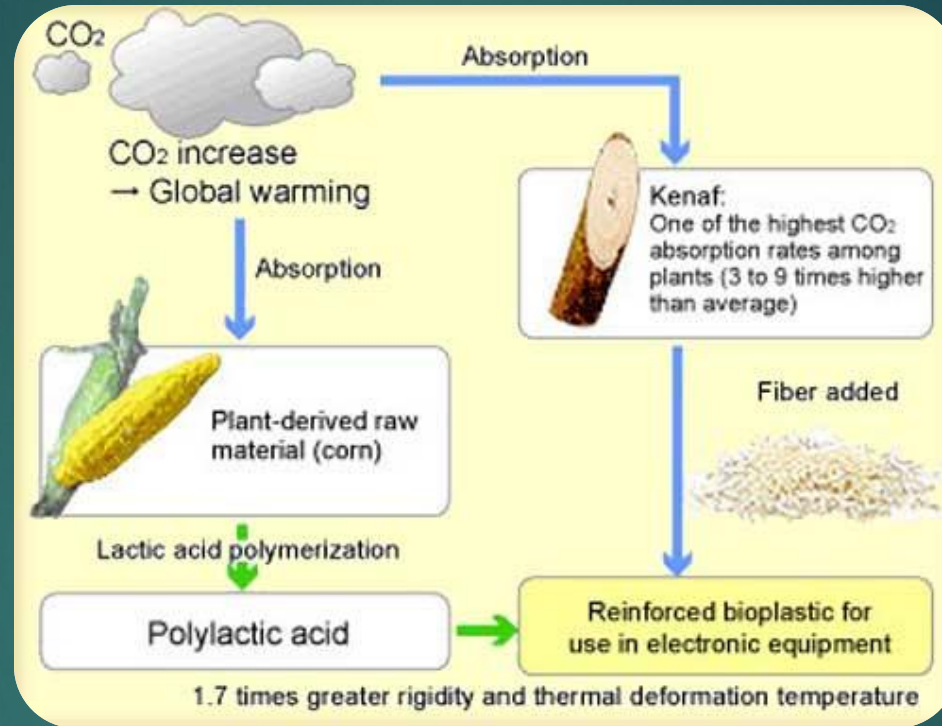 CO₂
CO₂ increase
→ Global warming
Absorption
Absorption
Kenaf:
One of the highest CO₂
absorption rates among
plants (3 to 9 times higher
than average)
Plant-derived raw
material (corn)
Fiber added
Lactic acid polymerization
Polylactic acid
Reinforced bioplastic for
use in electronic equipment
1.7 times greater rigidity and thermal deformation temperature